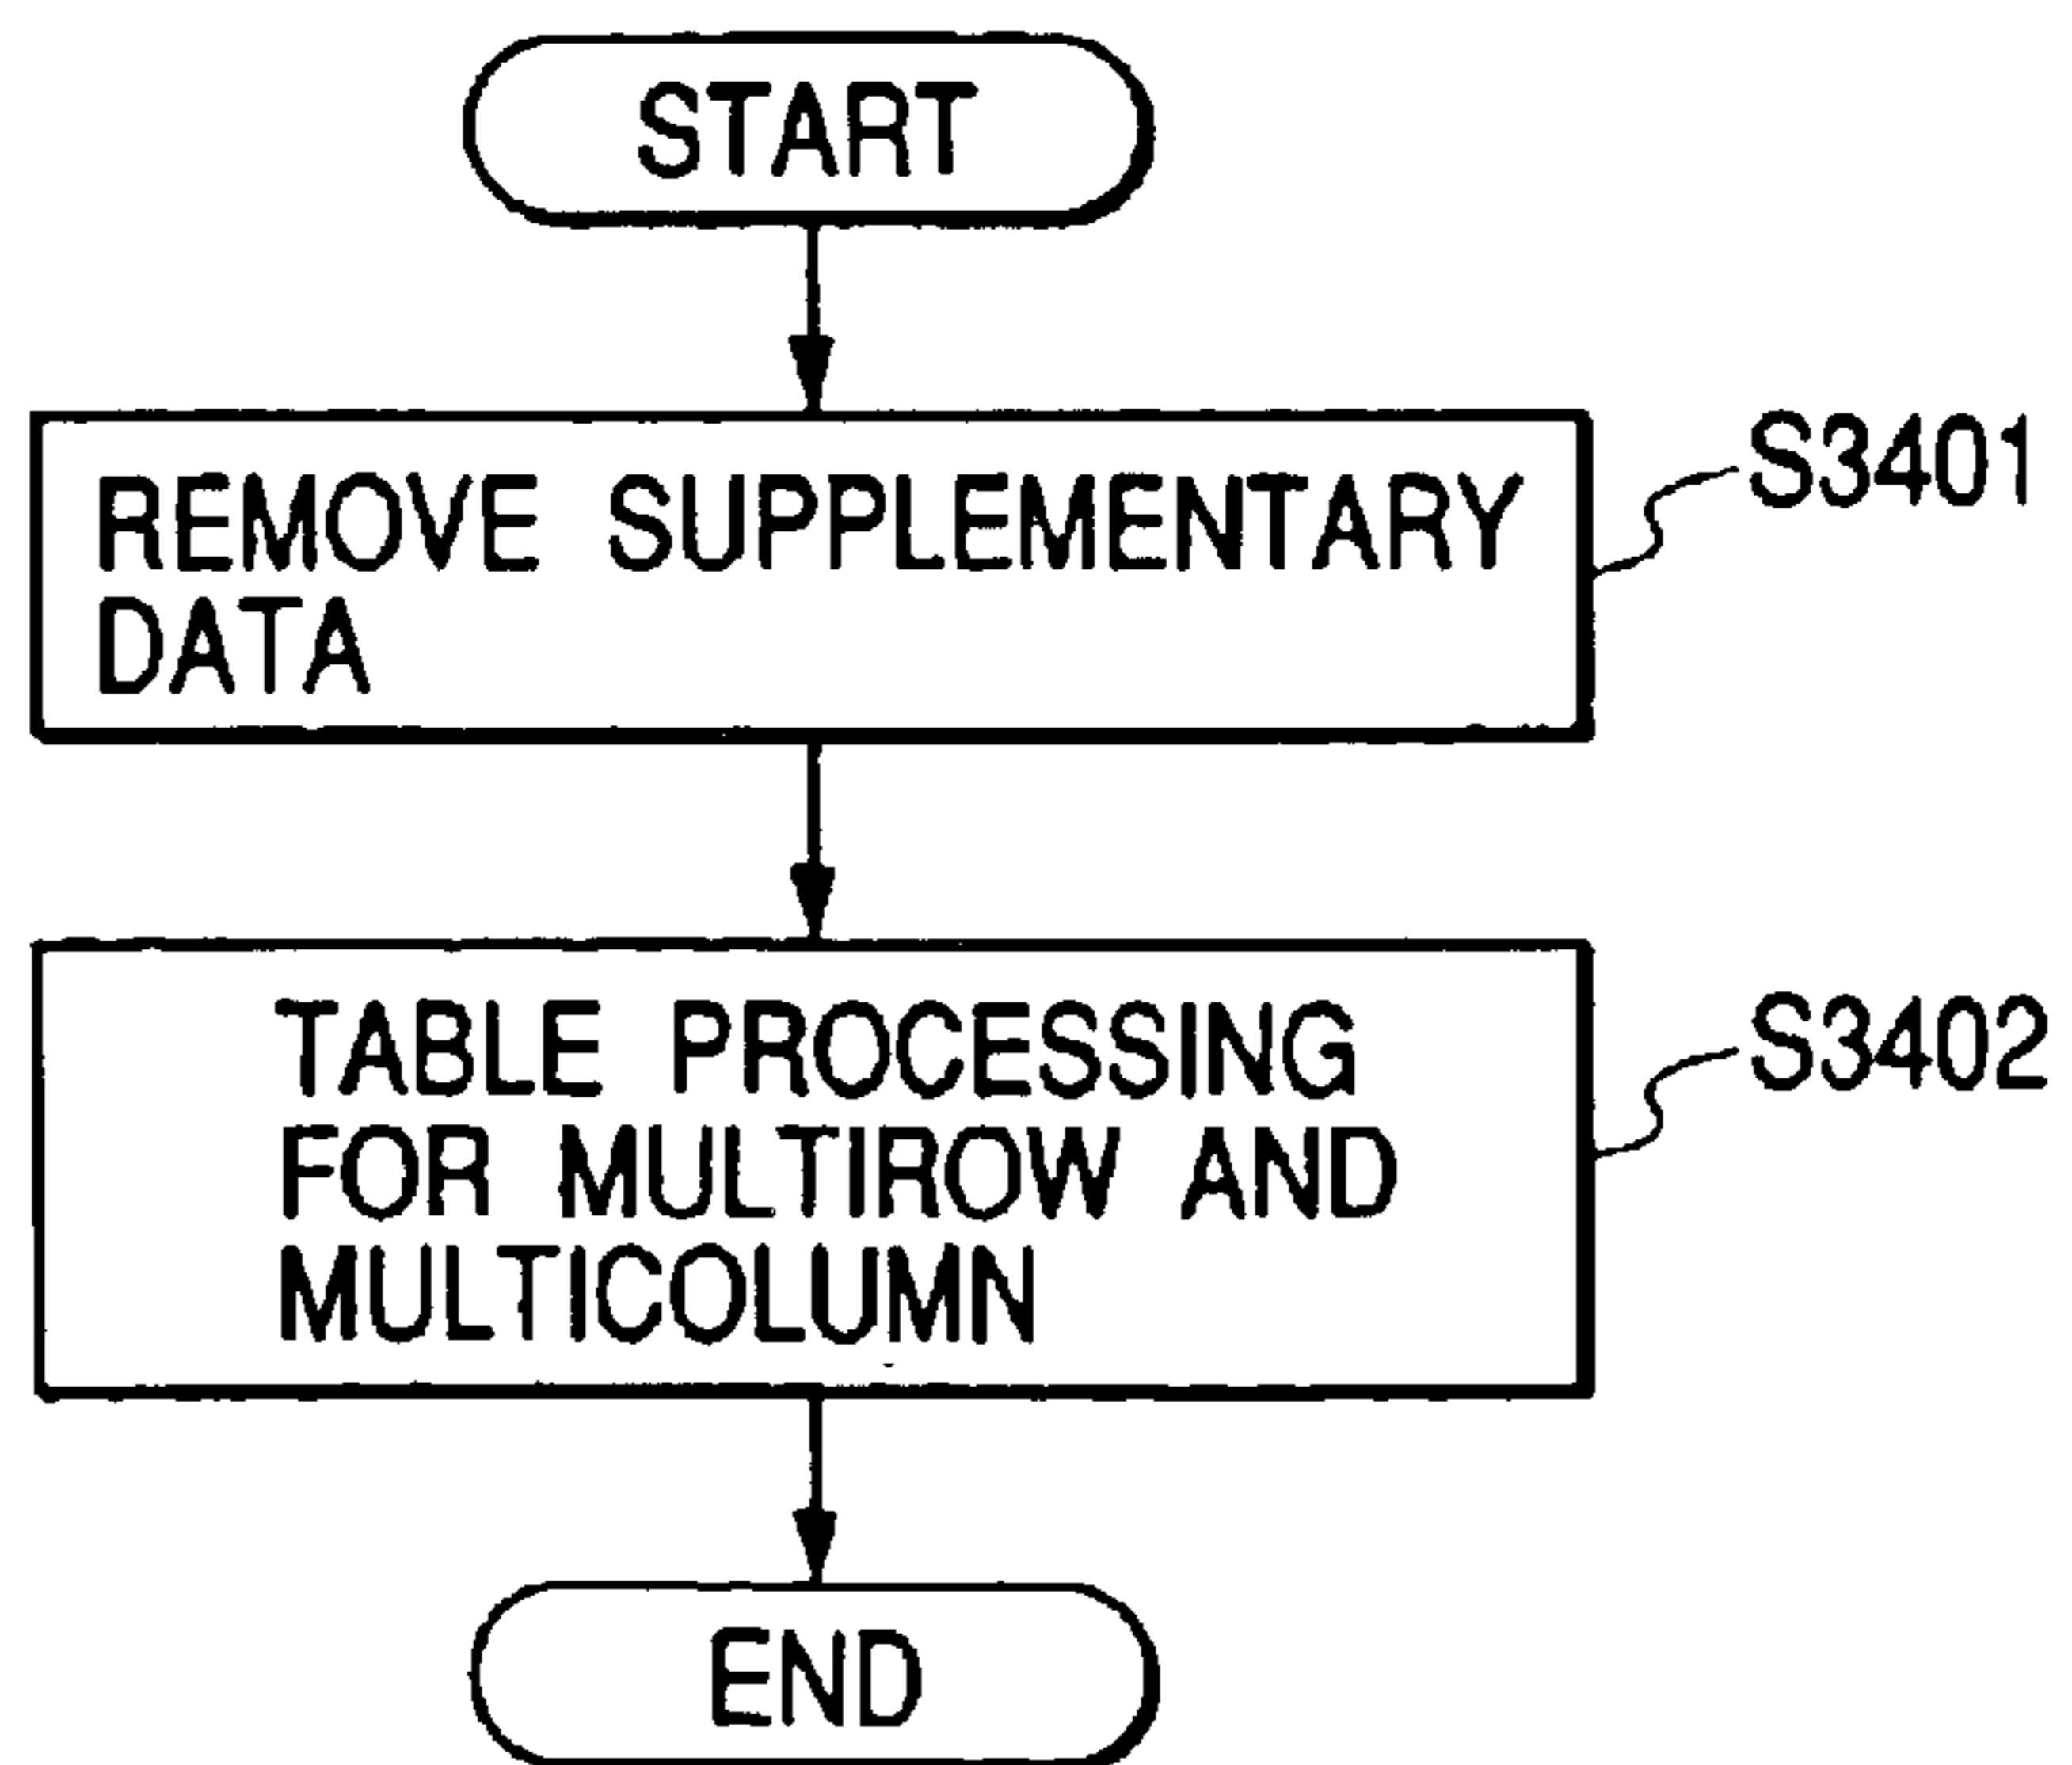 START
REMOVE SUPPLEMENTARY
DATA
S3401
TABLE PROCESSING
FOR MULTIROW AND
MULTICOLUMN
S3402
END